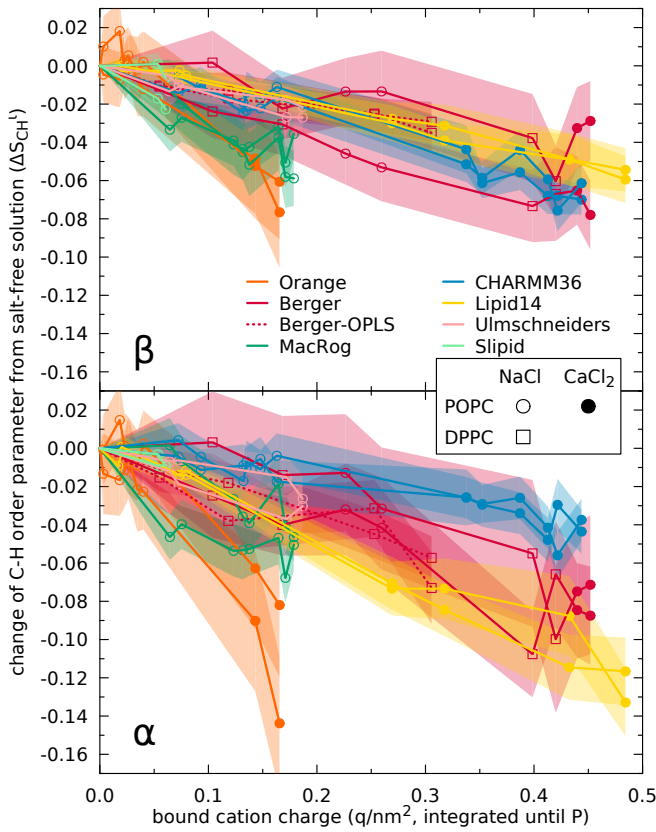 change of C-H order parameter from salt-free solution (ΔS_CH^i)
0.02
0.00
-0.02
-0.04
-0.06
-0.08
-0.10
-0.12
-0.14
-0.16
β
Orange
Berger
Berger-OPLS
MacRog
CHARMM36
Lipid14
Ulmschneiders
Slipid
NaCl CaCl₂
POPC
DPPC
0.02
0.00
-0.02
-0.04
-0.06
-0.08
-0.10
-0.12
-0.14
-0.16
α
0.0 0.1 0.2 0.3 0.4 0.5
bound cation charge (q/nm², integrated until P)